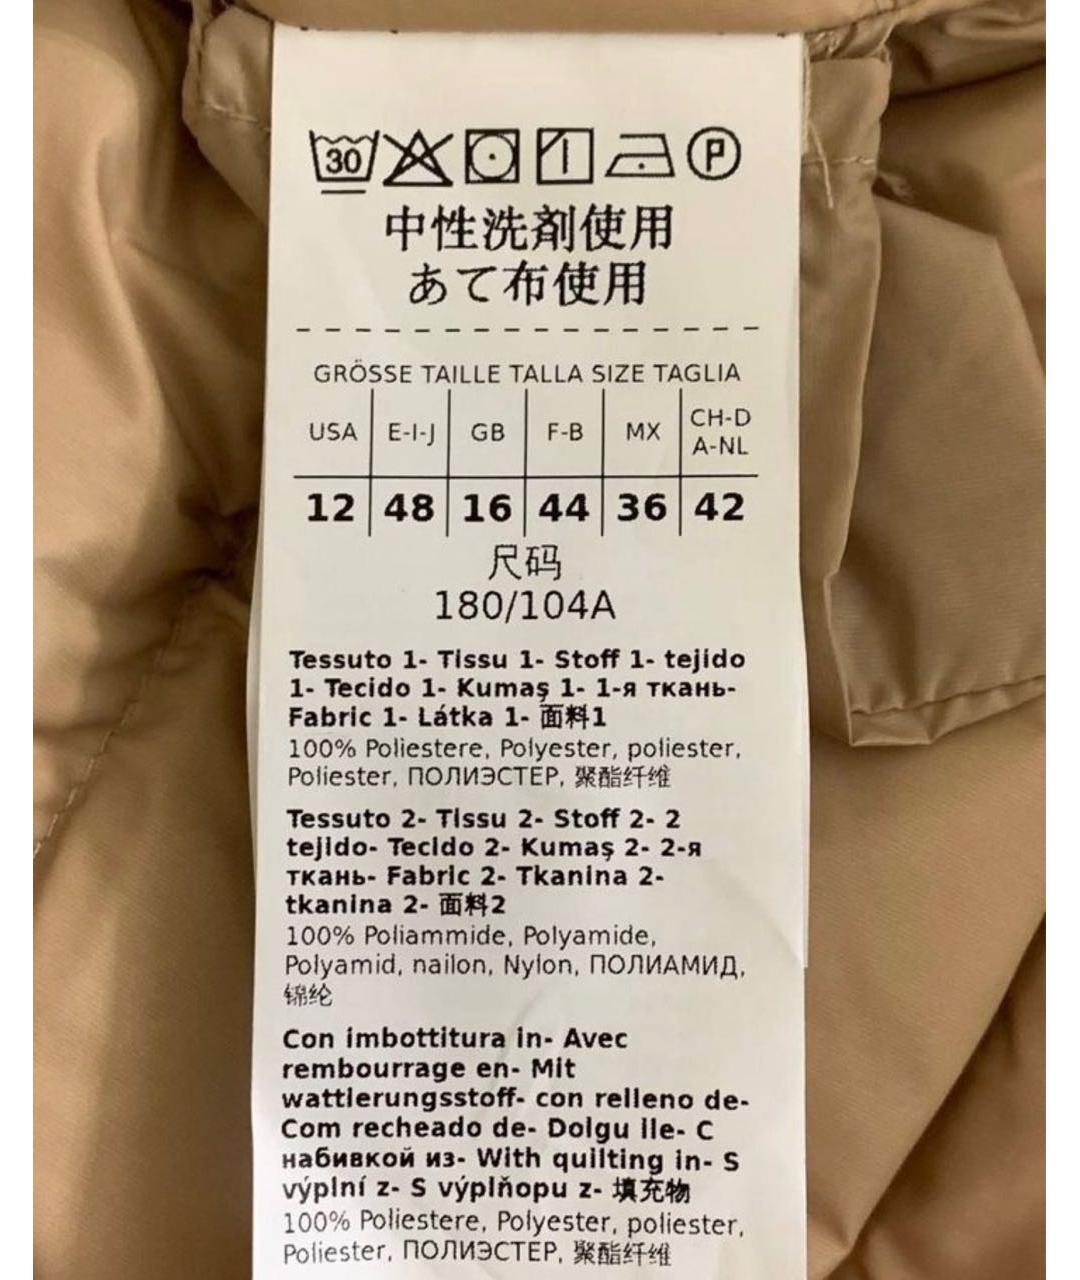 30 P
中性洗剤使用
あて布使用
GRÖSSE TAILLE TALLA SIZE TAGLIA
USA E-I-J GB F-B MX CH-D A-NL
12 48 16 44 36 42
尺码
180/104A
Tessuto 1- Tissu 1- Stoff 1- tejido
1- Tecido 1- Kumaş 1- 1-я ткань-
Fabric 1- Látka 1- 面料1
100% Poliestere, Polyester, poliester,
Poliester, ПОЛИЭСТЕР, 聚酯纤维
Tessuto 2- Tissu 2- Stoff 2- 2
tejido- Tecido 2- Kumaş 2- 2-я
ткань- Fabric 2- Tkanina 2-
tkanina 2- 面料2
100% Poliammide, Polyamide,
Polyamid, nailon, Nylon, ПОЛИАМИД,
锦纶
Con imbottitura in- Avec
rembourrage en- Mit
wattierungsstoff- con relleno de-
Com recheado de- Dolgu ile- С
набивкой из- With quilting in- S
výplní z- S výplňopu z- 填充物
100% Poliestere, Polyester, poliester,
Poliester, ПОЛИЭСТЕР, 聚酯纤维